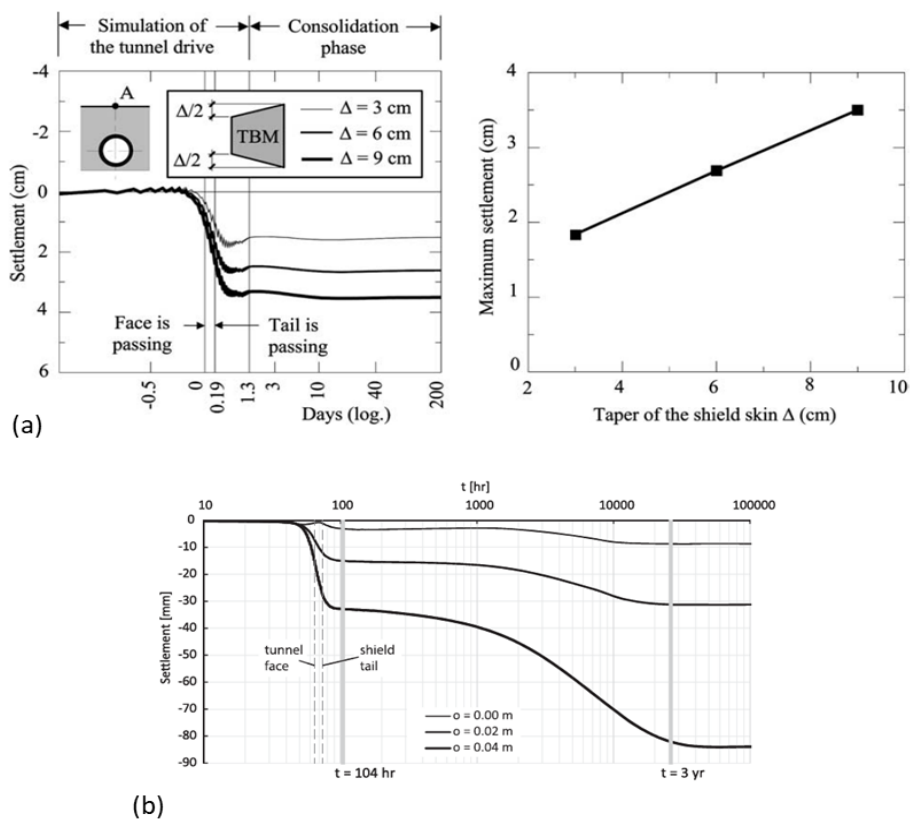 Simulation of
the tunnel drive
Consolidation
phase
-4
-2
0
2
4
6
Settlement (cm)
A
Δ/2
Δ/2
TBM
Δ = 3 cm
Δ = 6 cm
Δ = 9 cm
Face is
passing
Tail is
passing
-0.5
0
0.19
1.3
3
10
40
200
Days (log.)
4
3
2
1
0
Maximum settlement (cm)
2
4
6
8
10
Taper of the shield skin Δ (cm)
(a)
t [hr]
10
100
1000
10000
100000
0
-10
-20
-30
-40
-50
-60
-70
-80
-90
Settlement [mm]
tunnel
face
shield
tail
o = 0.00 m
o = 0.02 m
o = 0.04 m
t = 104 hr
t = 3 yr
(b)